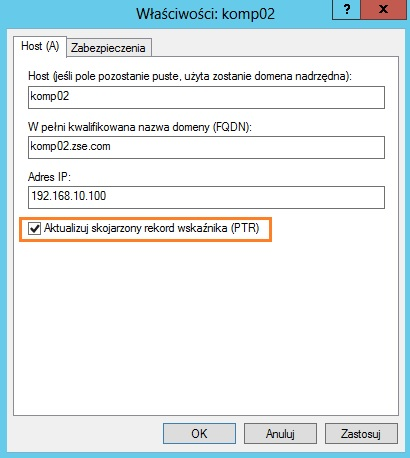 Właściwości: komp02
?
x
Host (A)
Zabezpieczenia
Host (jeśli pole pozostanie puste, użyta zostanie domena nadrzędna):
komp02
W pełni kwalifikowana nazwa domeny (FQDN):
komp02.zse.com
Adres IP:
192.168.10.100
Aktualizuj skojarzony rekord wskaźnika (PTR)
OK
Anuluj
Zastosuj